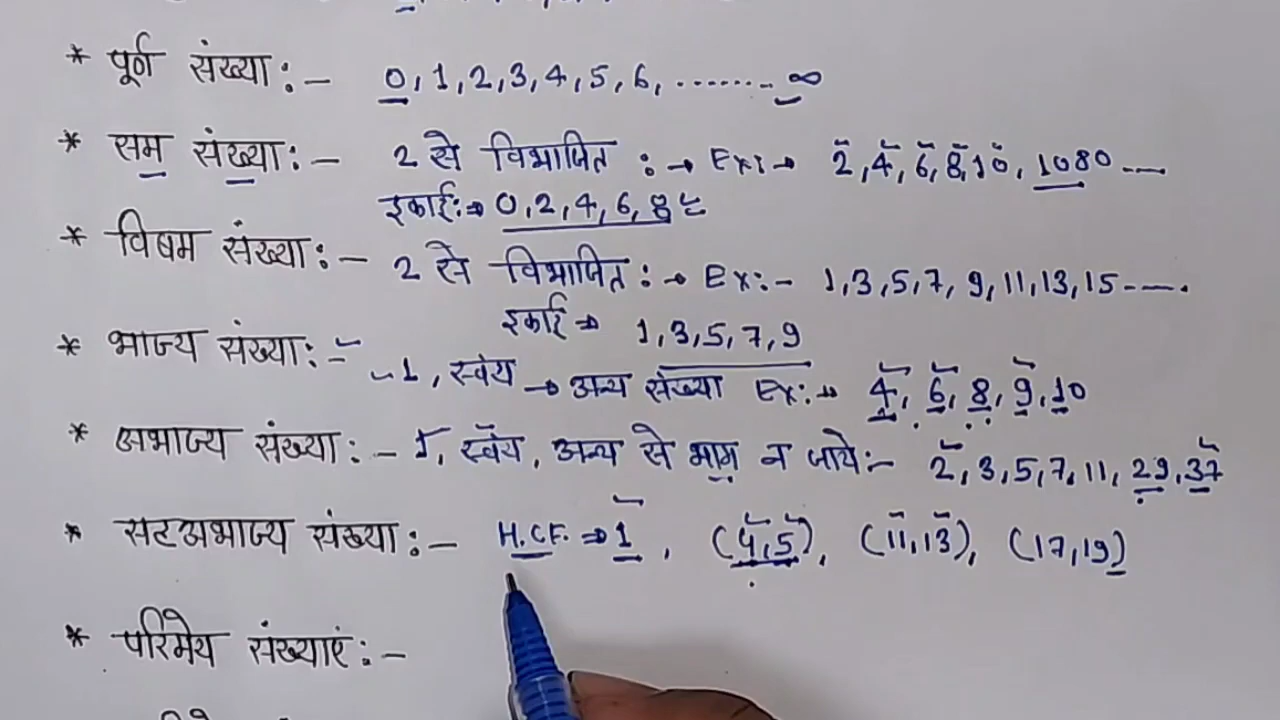 * पूर्ण संख्या :- 0, 1, 2, 3, 4, 5, 6, ........ ∞
* सम संख्या :- 2 से विभाजित :→ Ex:→ 2, 4, 6, 8, 10, 1080 ----
इकाई:⇒ 0, 2, 4, 6, 8
* विषम संख्या :- 2 से विभाजित :→ Ex:- 1, 3, 5, 7, 9, 11, 13, 15 ----.
इकाई ⇒ 1, 3, 5, 7, 9
* भाज्य संख्या :- 1, स्वंय → अन्य संख्या Ex:→ 4, 6, 8, 9, 10
* अभाज्य संख्या :- 1, स्वंय, अन्य से भाग न जाये:- 2, 3, 5, 7, 11, 29, 37
* सहअभाज्य संख्या :- H.C.F. ⇒ 1, (4,5), (11,13), (17,19)
* परिमेय संख्याएं :-